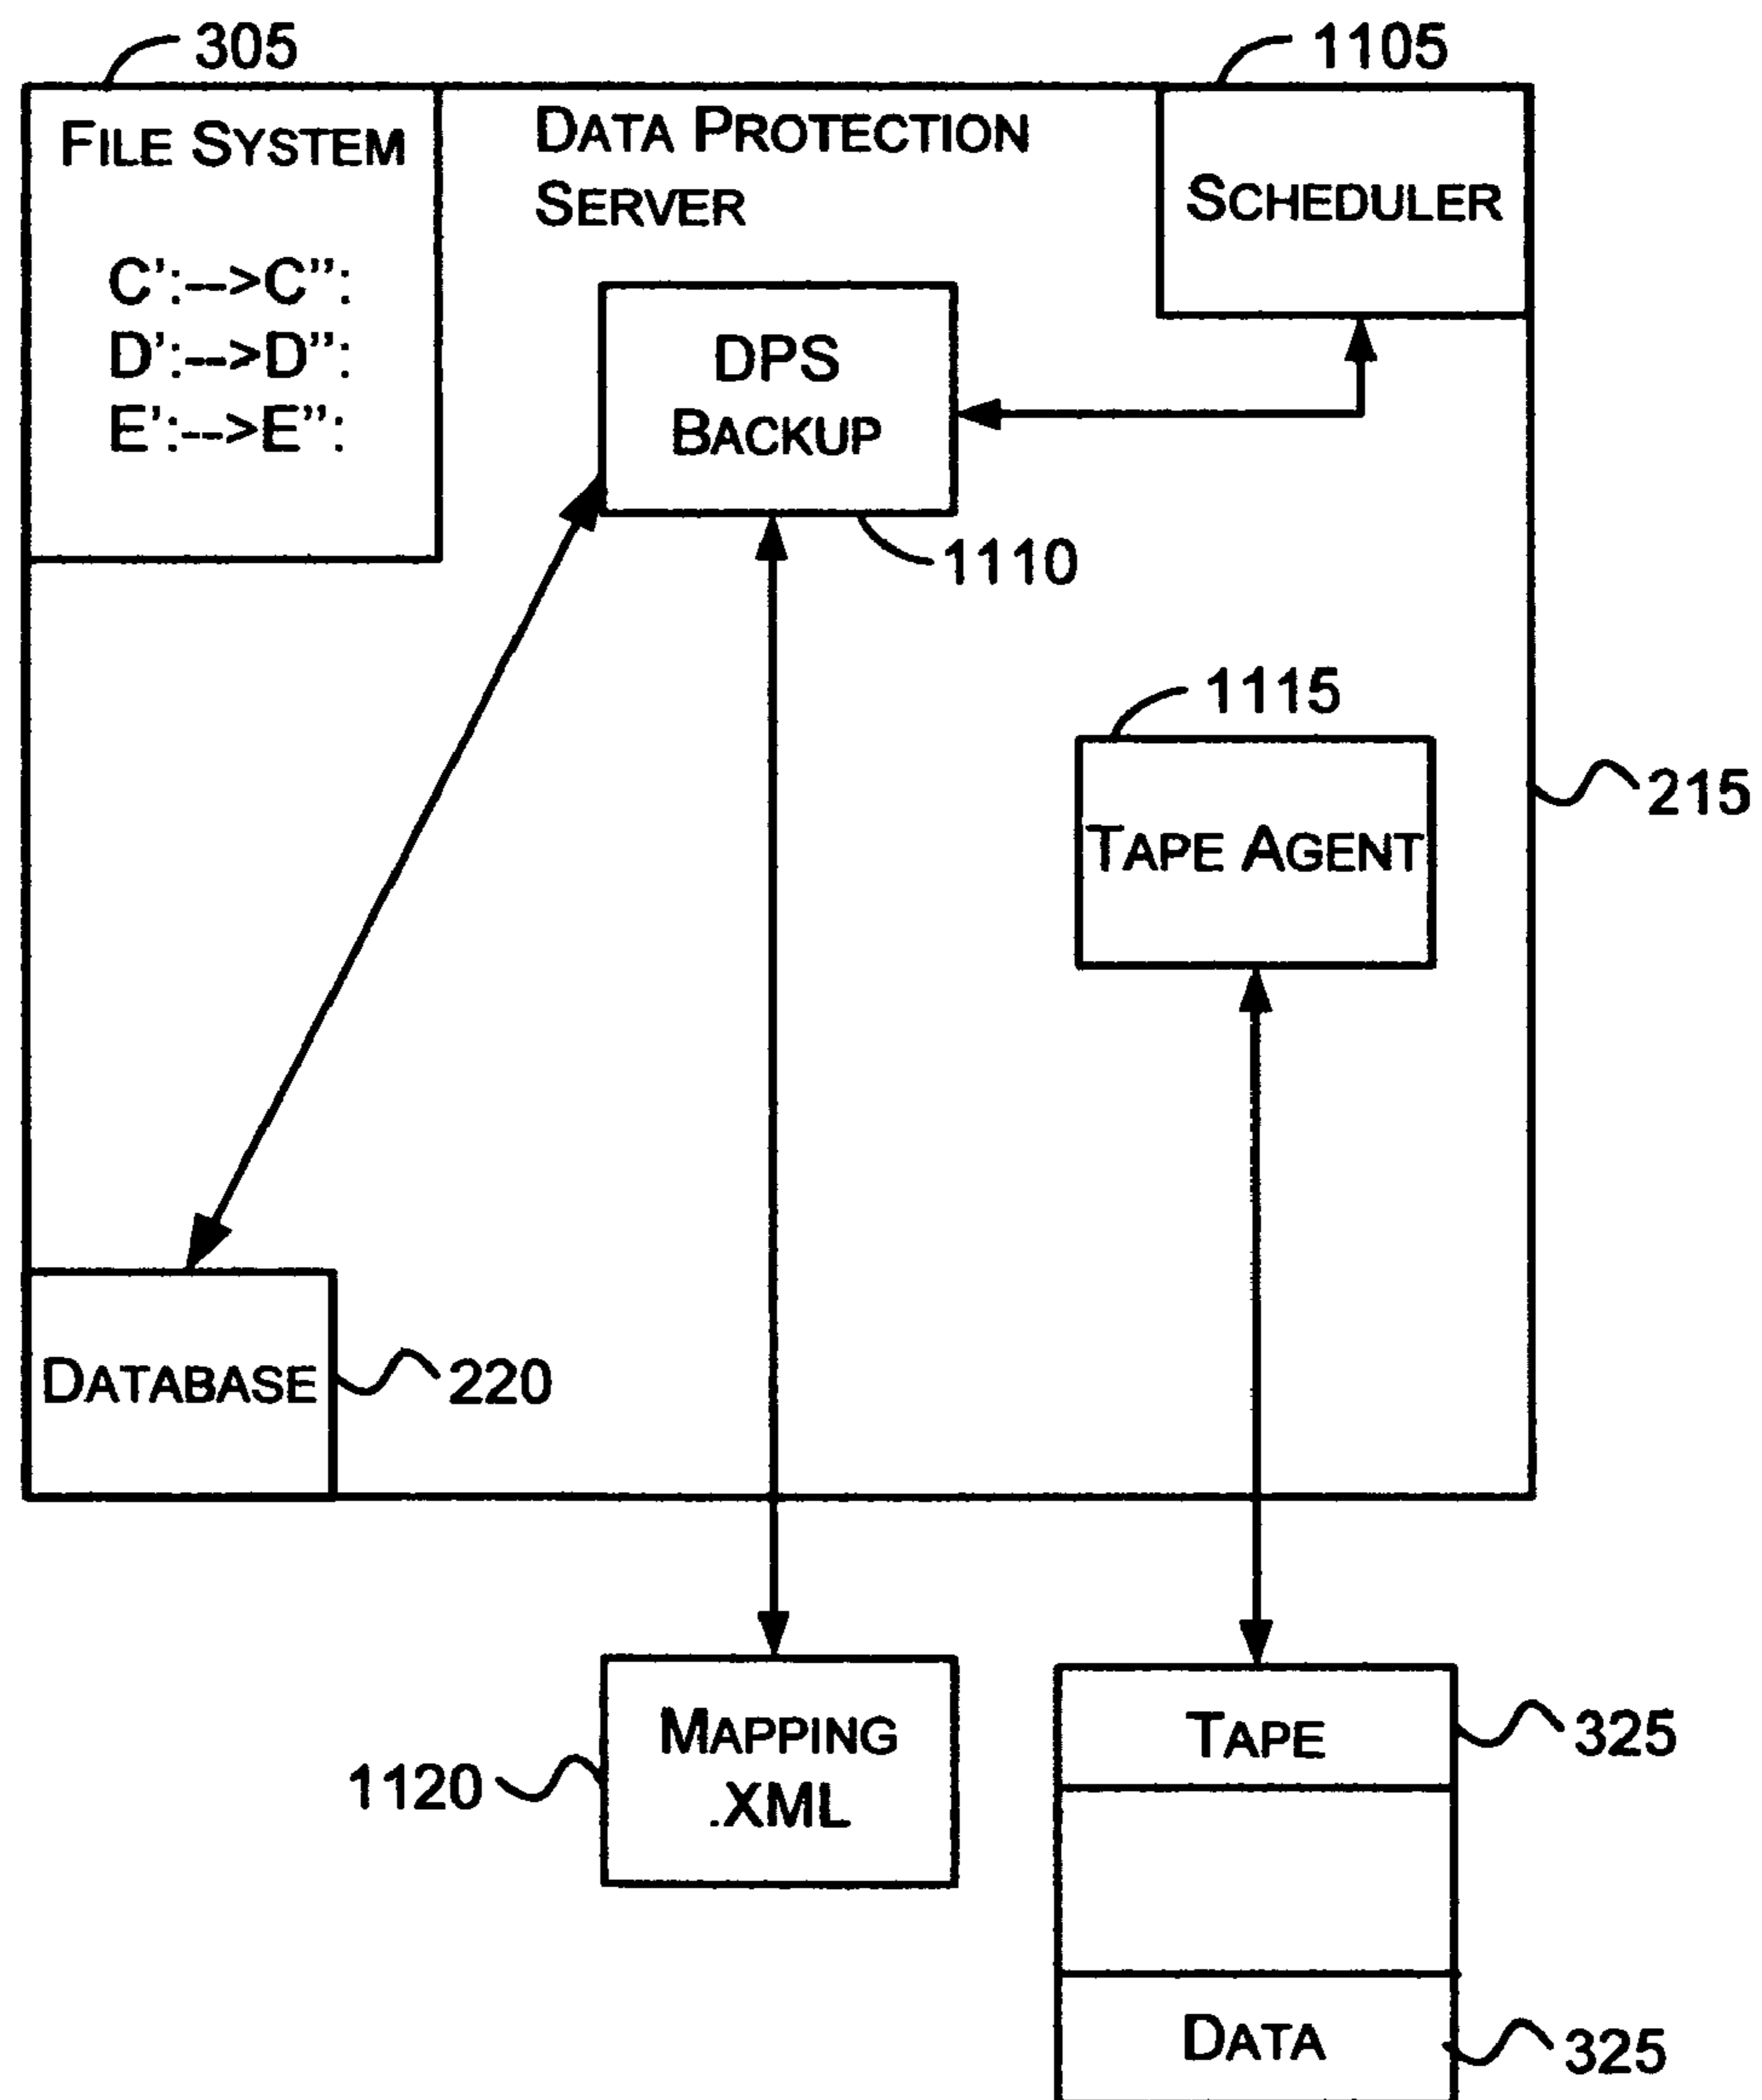 305
1105
FILE SYSTEM
C':-->C":
D':-->D":
E':-->E":
DATA PROTECTION
SERVER
SCHEDULER
DPS
BACKUP
1110
1115
TAPE AGENT
215
DATABASE
220
MAPPING
.XML
1120
TAPE
325
DATA
325